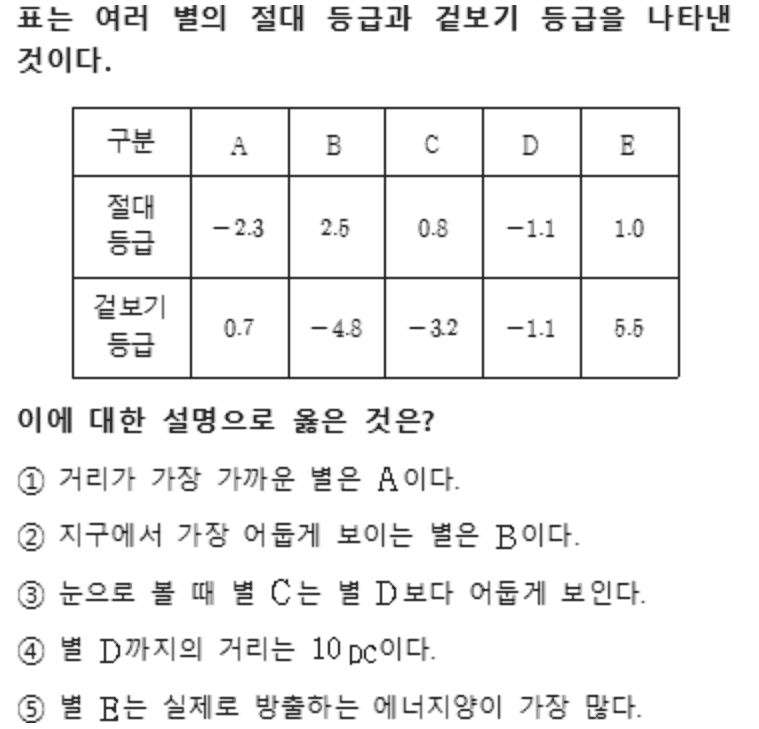 표는 여러 별의 절대 등급과 겉보기 등급을 나타낸
것이다.
구분 A B C D E
절대
등급 －2.3 2.5 0.8 －1.1 1.0
겉보기
등급 0.7 －4.8 －3.2 －1.1 5.5
이에 대한 설명으로 옳은 것은?
① 거리가 가장 가까운 별은 A이다.
② 지구에서 가장 어둡게 보이는 별은 B이다.
③ 눈으로 볼 때 별 C는 별 D보다 어둡게 보인다.
④ 별 D까지의 거리는 10pc이다.
⑤ 별 E는 실제로 방출하는 에너지양이 가장 많다.